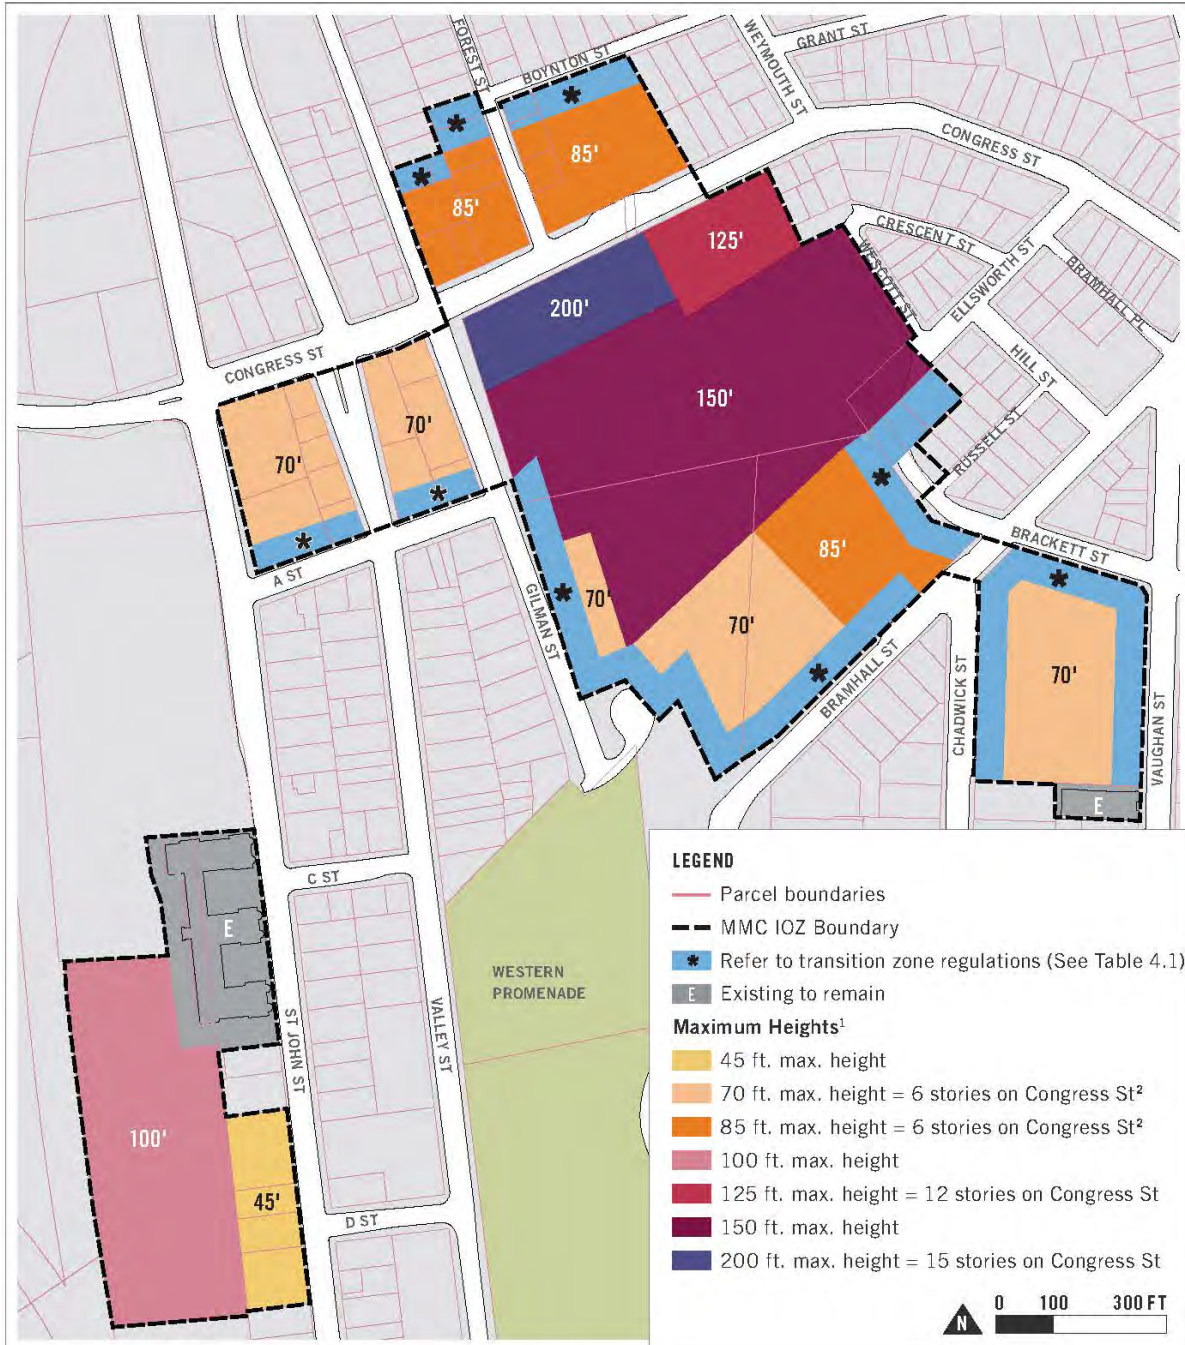 FOREST ST
BOYNTON ST
WEYMOUTH ST
GRANT ST
CONGRESS ST
*
*
*
85'
85'
125'
CRESCENT ST
WESCOTT ST
ELLSWORTH ST
BRAMHALL PL
200'
HILL ST
CONGRESS ST
150'
RUSSELL ST
70'
70'
*
*
*
BRACKETT ST
A ST
GILMAN ST
*
70'
85'
70'
*
*
BRAMHALL ST
CHADWICK ST
70'
VAUGHAN ST
E
C ST
E
WESTERN
PROMENADE
ST JOHN ST
VALLEY ST
100'
45'
D ST
LEGEND
Parcel boundaries
MMC IOZ Boundary
* Refer to transition zone regulations (See Table 4.1)
E Existing to remain
Maximum Heights¹
45 ft. max. height
70 ft. max. height = 6 stories on Congress St²
85 ft. max. height = 6 stories on Congress St²
100 ft. max. height
125 ft. max. height = 12 stories on Congress St
150 ft. max. height
200 ft. max. height = 15 stories on Congress St
N
0 100 300 FT